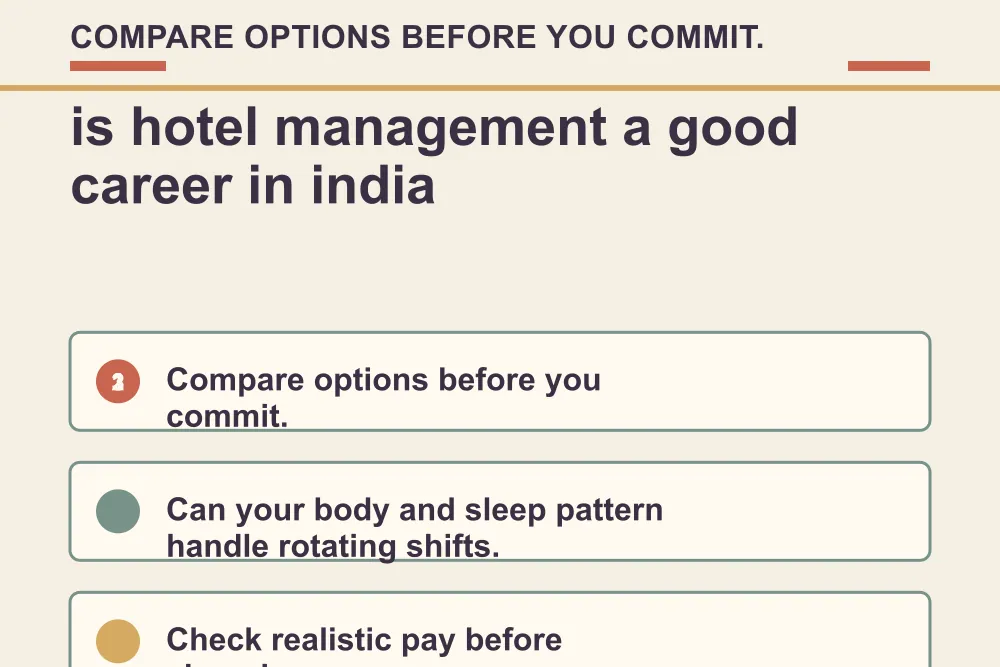 COMPARE OPTIONS BEFORE YOU COMMIT.
is hotel management a good
career in india
Compare options before you
commit.
Can your body and sleep pattern
handle rotating shifts.
Check realistic pay before